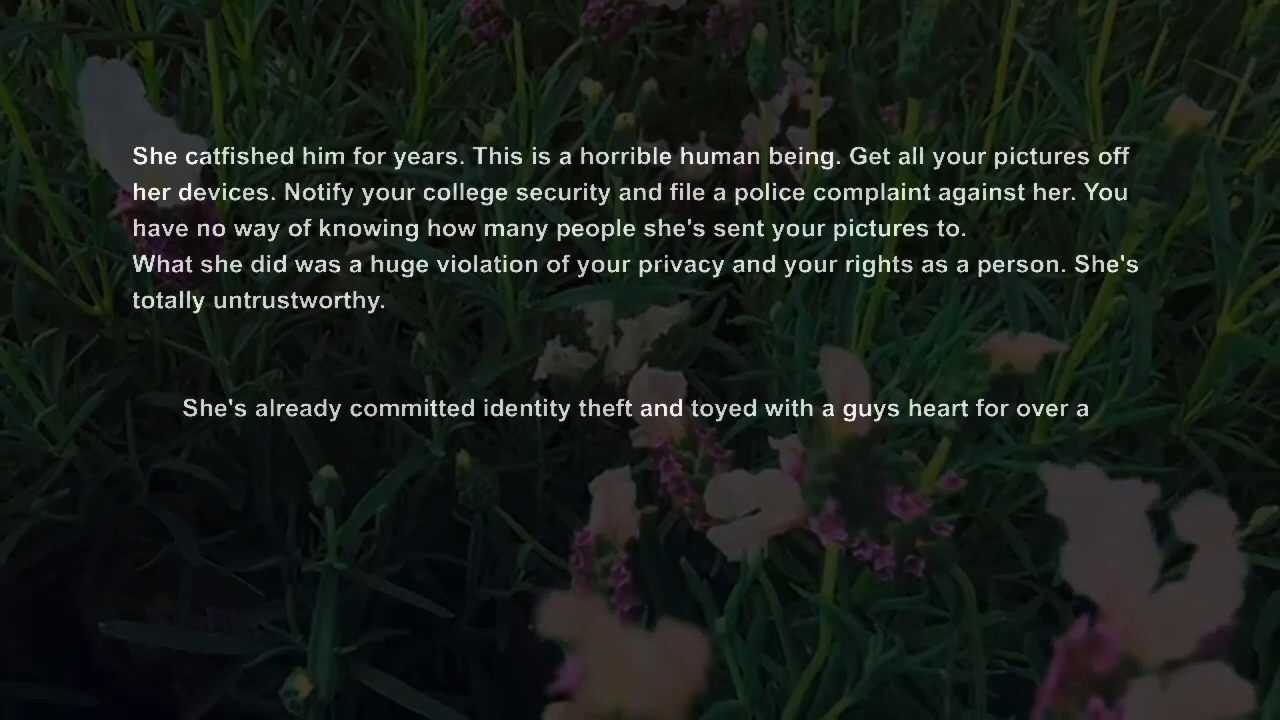 She catfished him for years. This is a horrible human being. Get all your pictures off
her devices. Notify your college security and file a police complaint against her. You
have no way of knowing how many people she's sent your pictures to.
What she did was a huge violation of your privacy and your rights as a person. She's
totally untrustworthy.
She's already committed identity theft and toyed with a guys heart for over a